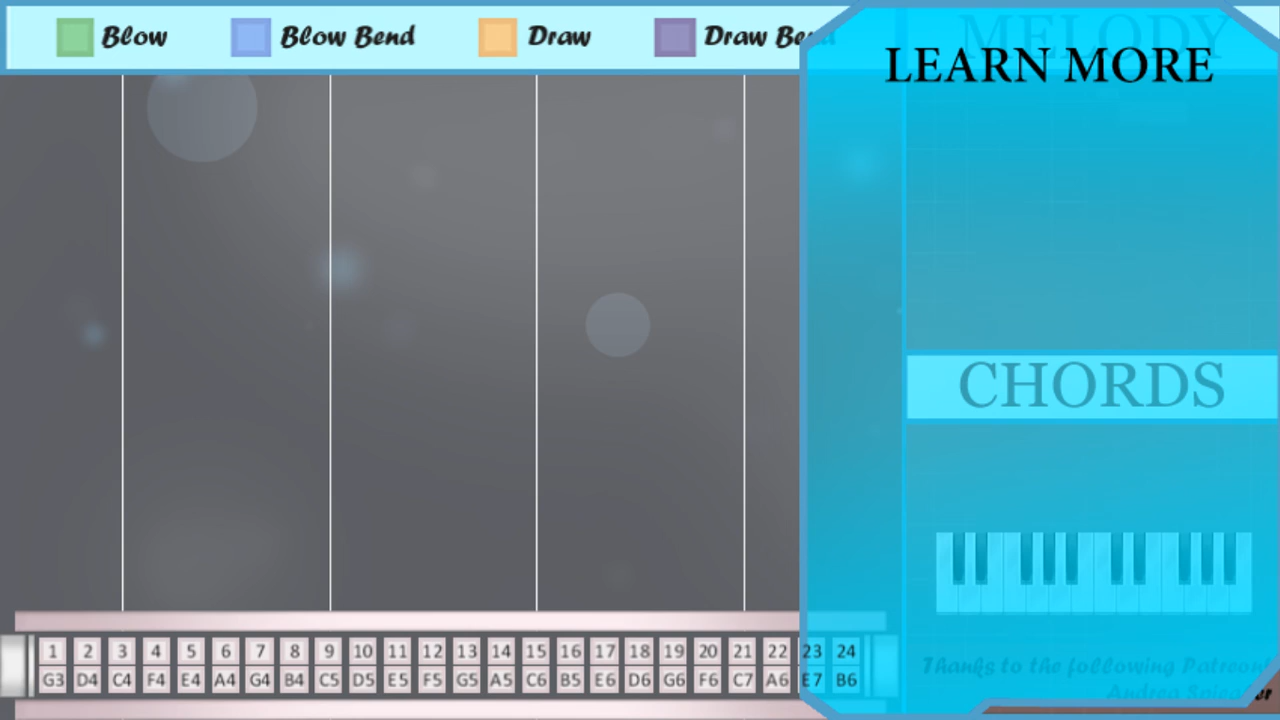 Blow Blow Bend Draw Draw Bend
MELODY
LEARN MORE
CHORDS
1 2 3 4 5 6 7 8 9 10 11 12 13 14 15 16 17 18 19 20 21 22 23 24
G3 D4 C4 F4 E4 A4 G4 B4 C5 D5 E5 F5 G5 A5 C6 B5 E6 D6 G6 F6 C7 A6 E7 B6
Thanks to the following Patreon
Andrea